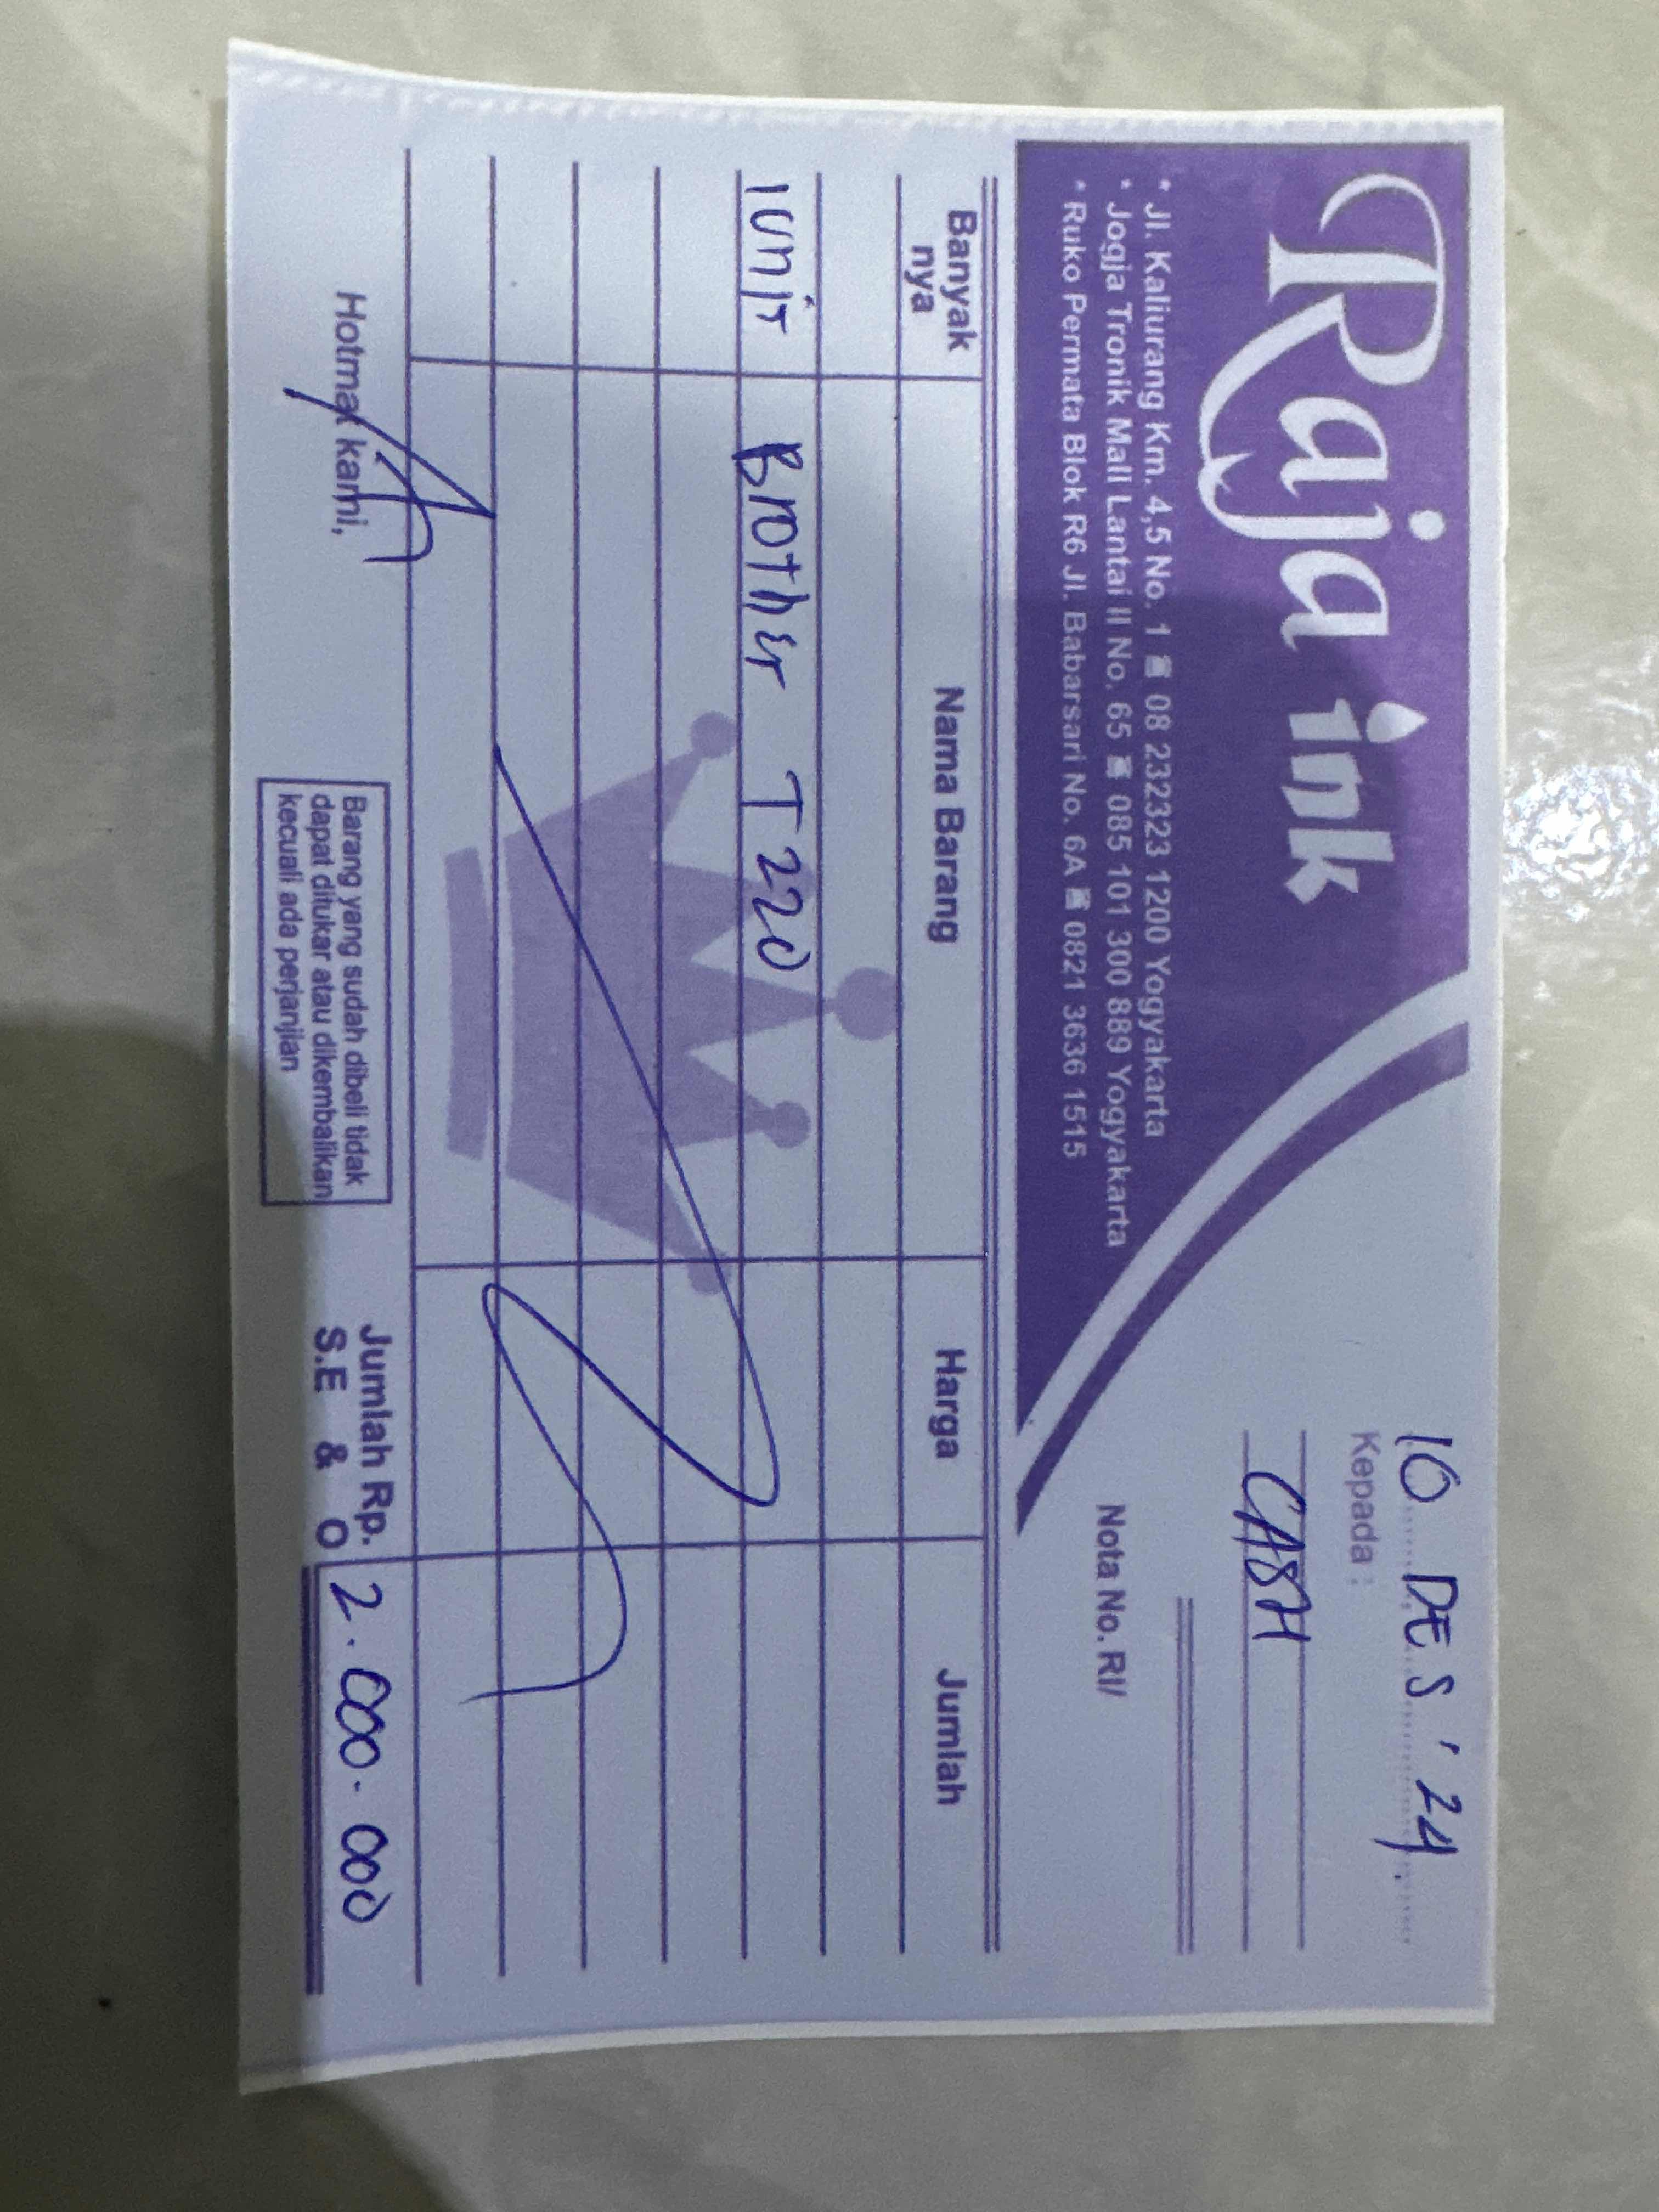 Raja ink
* Jl. Kaliurang Km. 4,5 No. 1 ☎ 08 232323 1200 Yogyakarta
* Jogja Tronik Mall Lantai II No. 65 ☎ 085 101 300 889 Yogyakarta
* Ruko Permata Blok R6 Jl. Babarsari No. 6A ☎ 0821 3636 1515
10 DES '24
Kepada :
CASH
Nota No. RI/
Banyak nya Nama Barang Harga Jumlah
1 unit Brother T220
Hotmat kami,
Barang yang sudah dibeli tidak
dapat ditukar atau dikembalikan
kecuali ada perjanjian
Jumlah Rp. 2.000.000
S.E & O